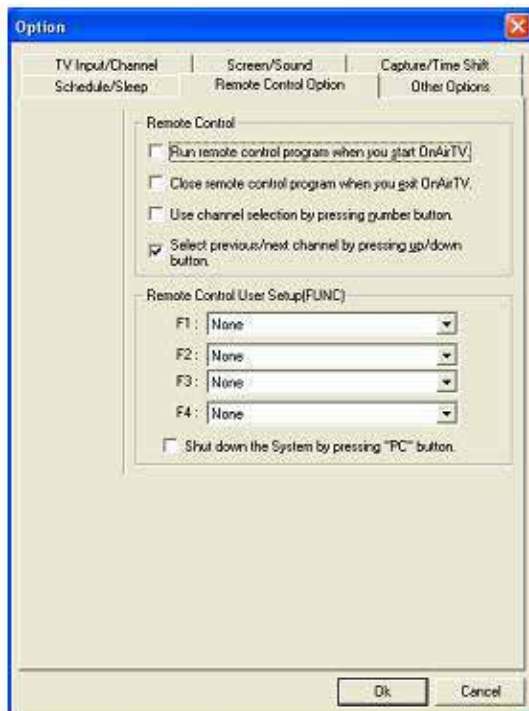 Option
TV Input/Channel Screen/Sound Capture/Time Shift
Schedule/Sleep Remote Control Option Other Options
Remote Control
Run remote control program when you start OnAirTV.
Close remote control program when you exit OnAirTV.
Use channel selection by pressing number button.
Select previous/next channel by pressing up/down
button.
Remote Control User Setup(FUNC)
F1 : None
F2 : None
F3 : None
F4 : None
Shut down the System by pressing "PC" button.
Ok Cancel